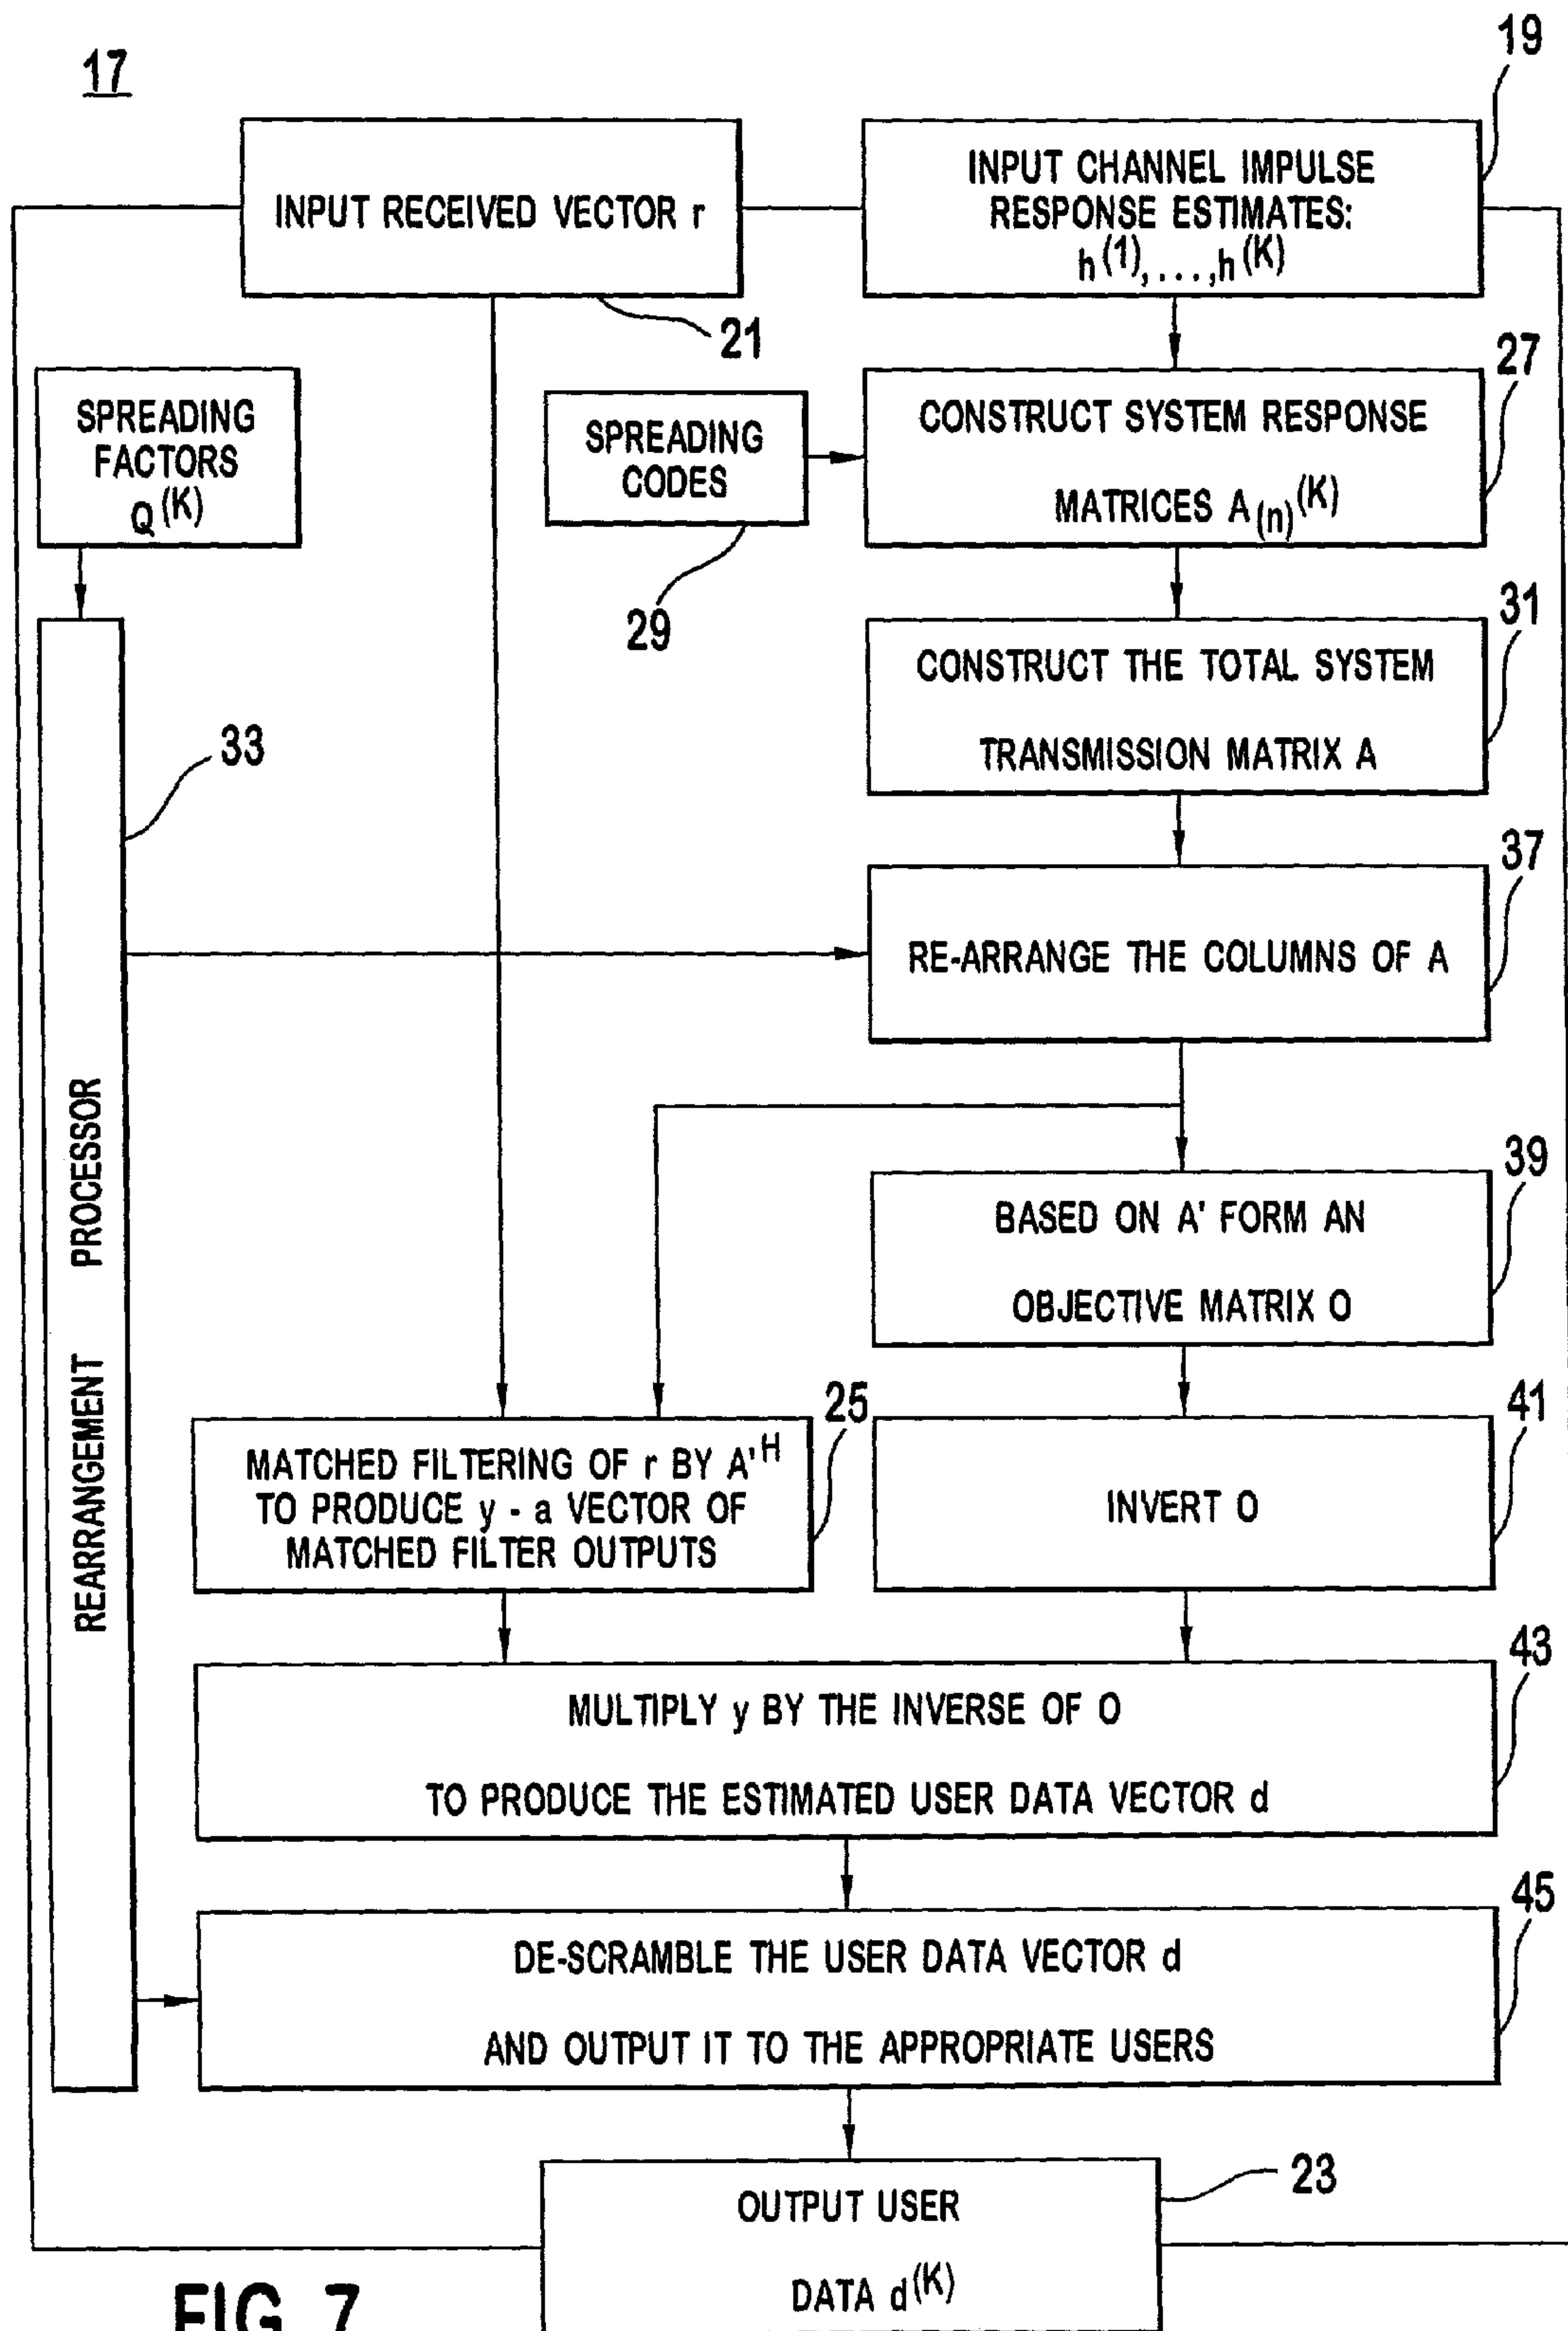 17
19
INPUT RECEIVED VECTOR r
INPUT CHANNEL IMPULSE
RESPONSE ESTIMATES:
h(1),...,h(K)
21
SPREADING
FACTORS
Q(K)
SPREADING
CODES
29
27
CONSTRUCT SYSTEM RESPONSE
MATRICES A(n)(K)
31
CONSTRUCT THE TOTAL SYSTEM
TRANSMISSION MATRIX A
33
REARRANGEMENT PROCESSOR
37
RE-ARRANGE THE COLUMNS OF A
39
BASED ON A' FORM AN
OBJECTIVE MATRIX O
25
MATCHED FILTERING OF r BY A'H
TO PRODUCE y - a VECTOR OF
MATCHED FILTER OUTPUTS
41
INVERT O
43
MULTIPLY y BY THE INVERSE OF O
TO PRODUCE THE ESTIMATED USER DATA VECTOR d
45
DE-SCRAMBLE THE USER DATA VECTOR d
AND OUTPUT IT TO THE APPROPRIATE USERS
23
OUTPUT USER
DATA d(K)
FIG. 7